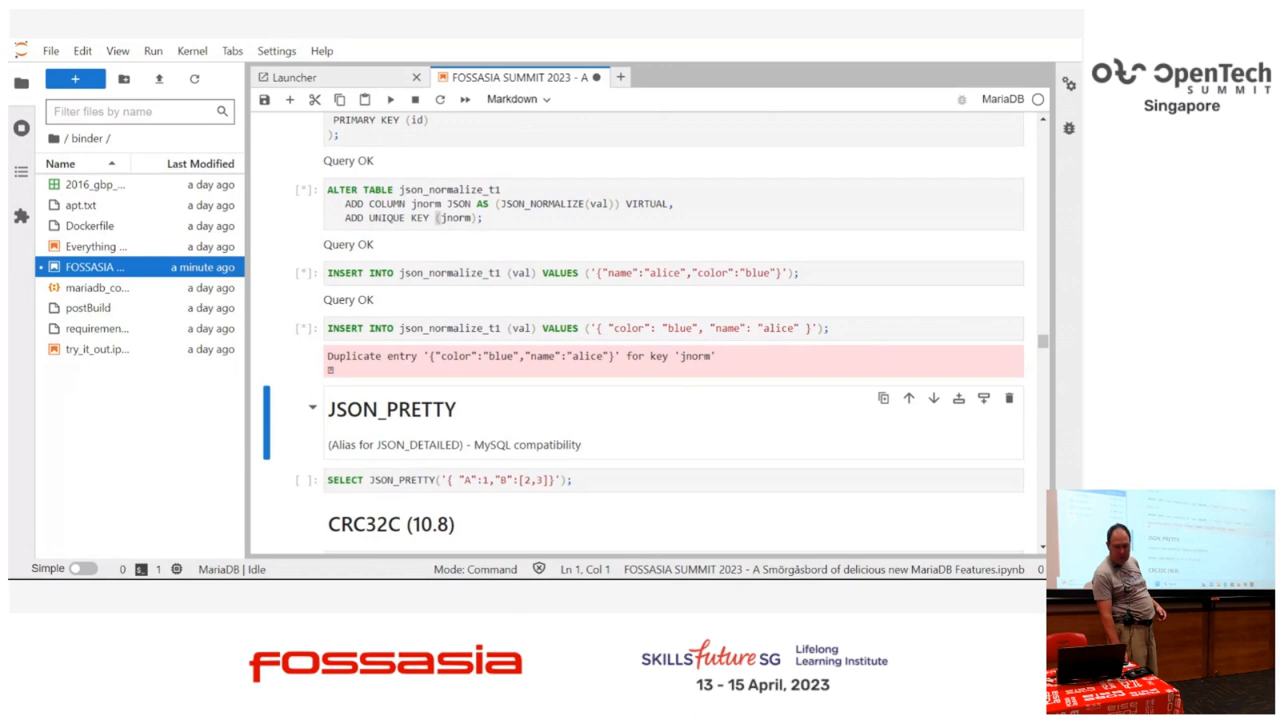 File Edit View Run Kernel Tabs Settings Help
Filter files by name
/ binder /
Name Last Modified
2016_gbp_... a day ago
apt.txt a day ago
Dockerfile a day ago
Everything ... a day ago
FOSSASIA ... a minute ago
mariadb_co... a day ago
postBuild a day ago
requiremen... a day ago
try_it_out.ip... a day ago
Launcher
FOSSASIA SUMMIT 2023 - A
Markdown
MariaDB
PRIMARY KEY (id)
);
Query OK
[*]: ALTER TABLE json_normalize_t1
ADD COLUMN jnorm JSON AS (JSON_NORMALIZE(val)) VIRTUAL,
ADD UNIQUE KEY (jnorm);
Query OK
[*]: INSERT INTO json_normalize_t1 (val) VALUES ('{"name":"alice","color":"blue"}');
Query OK
[*]: INSERT INTO json_normalize_t1 (val) VALUES ('{ "color": "blue", "name": "alice" }');
Duplicate entry '{"color":"blue","name":"alice"}' for key 'jnorm'
JSON_PRETTY
(Alias for JSON_DETAILED) - MySQL compatibility
[ ]: SELECT JSON_PRETTY('{ "A":1,"B":[2,3]}');
CRC32C (10.8)
Simple 0 1 MariaDB | Idle Mode: Command Ln 1, Col 1 FOSSASIA SUMMIT 2023 - A Smörgåsbord of delicious new MariaDB Features.ipynb 0
OpenTech
SUMMIT
Singapore
JSON_PRETTY
CRC32C (10.8)
fossasia
SKILLSfuture SG
Lifelong
Learning Institute
13 - 15 April, 2023